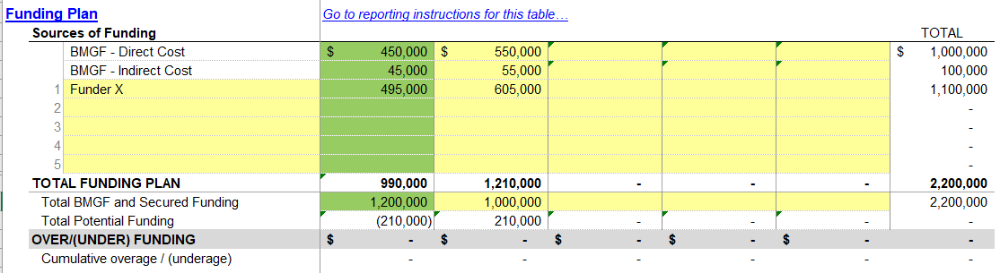 Funding Plan Go to reporting instructions for this table…
Sources of Funding TOTAL
BMGF - Direct Cost $ 450,000 $ 550,000 $ 1,000,000
BMGF - Indirect Cost 45,000 55,000 100,000
1 Funder X 495,000 605,000 1,100,000
2 -
3 -
4 -
5 -
TOTAL FUNDING PLAN 990,000 1,210,000 - - - 2,200,000
Total BMGF and Secured Funding 1,200,000 1,000,000 2,200,000
Total Potential Funding (210,000) 210,000 - - - -
OVER/(UNDER) FUNDING $ - $ - $ - $ - $ - -
Cumulative overage / (underage) - - - - - -